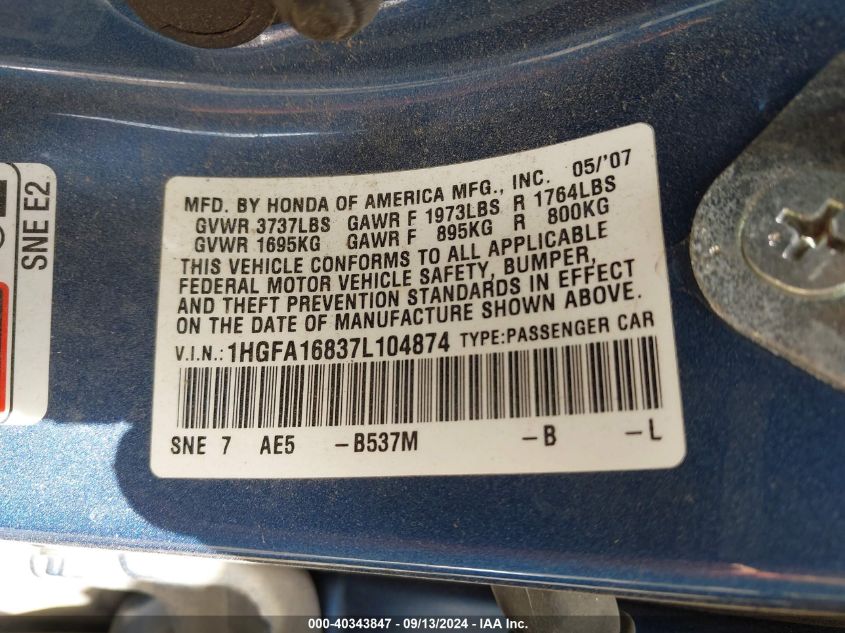 SNE E2
MFD. BY HONDA OF AMERICA MFG., INC. 05/'07
GVWR 3737LBS GAWR F 1973LBS R 1764LBS
GVWR 1695KG GAWR F 895KG R 800KG
THIS VEHICLE CONFORMS TO ALL APPLICABLE
FEDERAL MOTOR VEHICLE SAFETY, BUMPER,
AND THEFT PREVENTION STANDARDS IN EFFECT
ON THE DATE OF MANUFACTURE SHOWN ABOVE.
V.I.N.: 1HGFA16837L104874 TYPE:PASSENGER CAR
SNE 7 AE5 -B537M -B -L
000-40343847 - 09/13/2024 - IAA Inc.